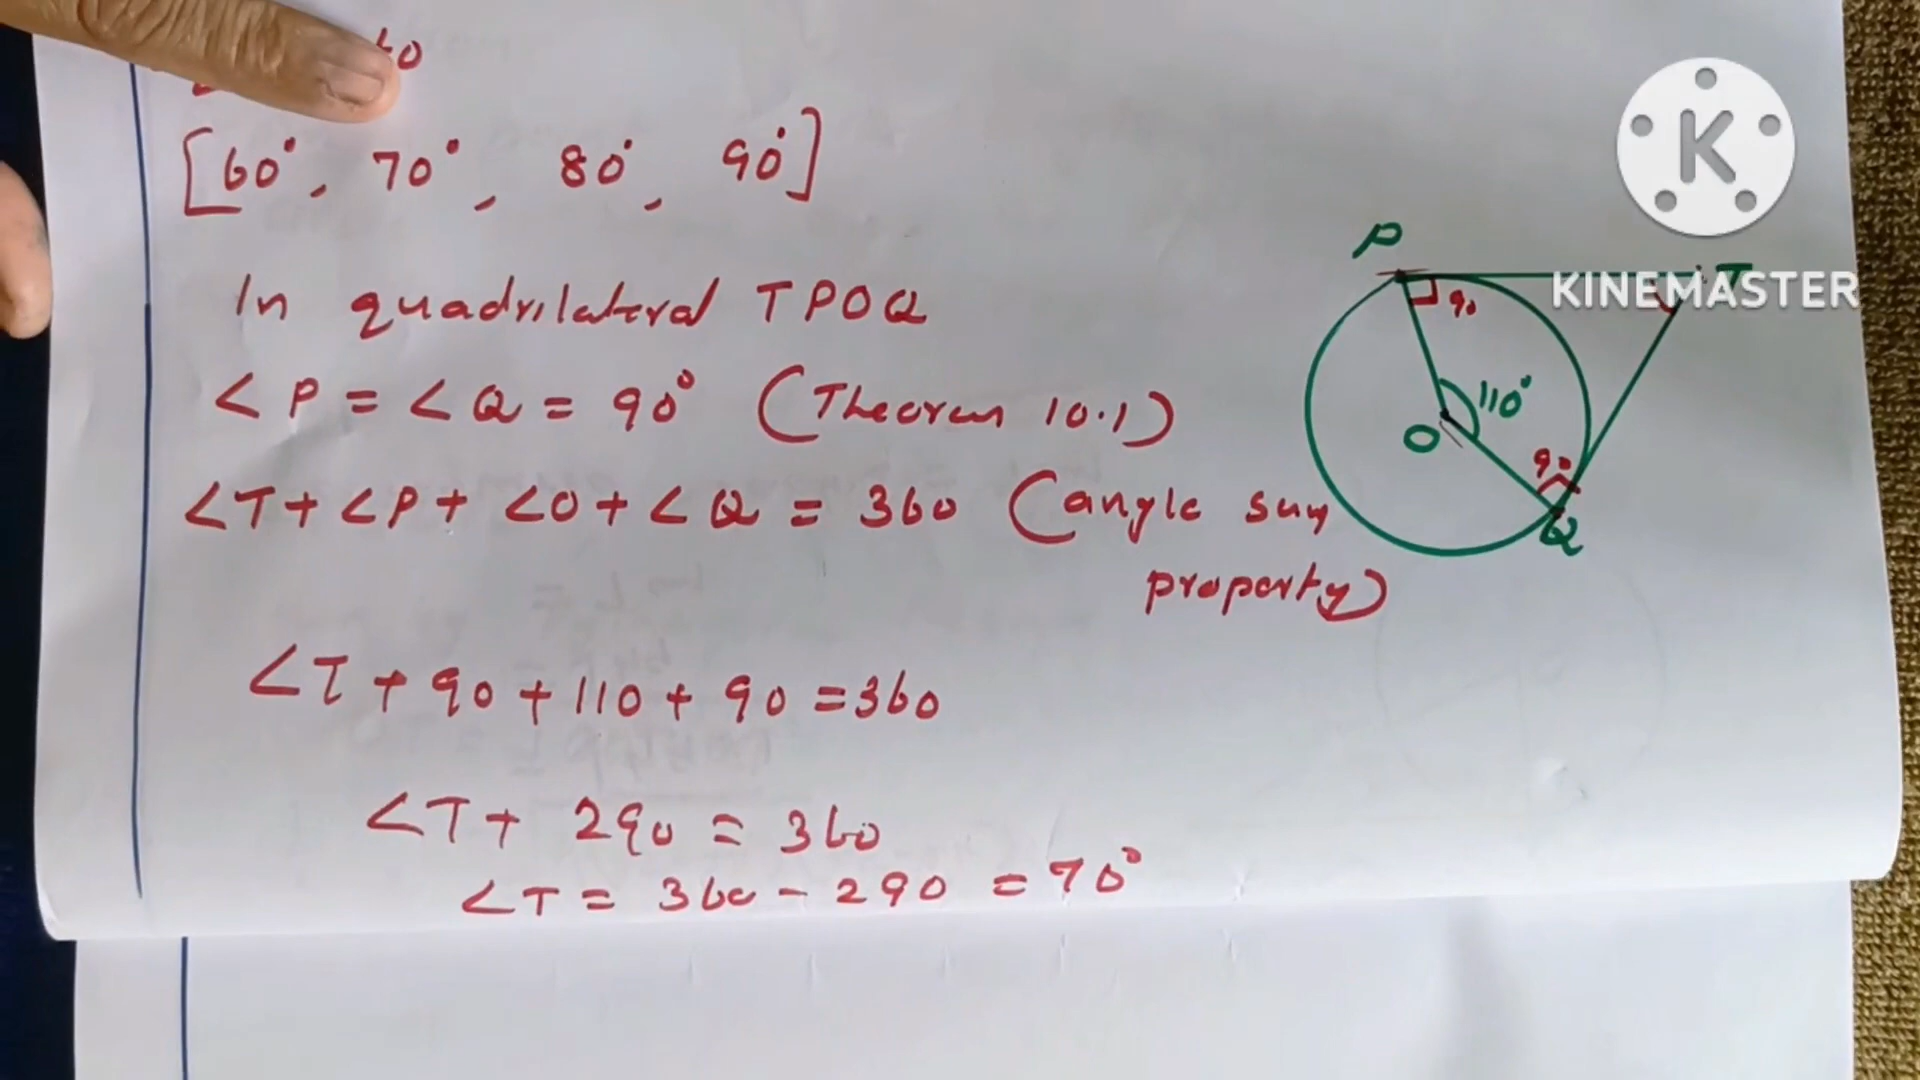 [60°, 70°, 80°, 90°]
In quadrilateral TPOQ
∠P = ∠Q = 90° (Theorem 10.1)
∠T + ∠P + ∠O + ∠Q = 360 (angle sum
property)
∠T + 90 + 110 + 90 = 360
∠T + 290 = 360
∠T = 360 - 290 = 70°
K
KINEMASTER
P
T
90
110°
O
90
Q